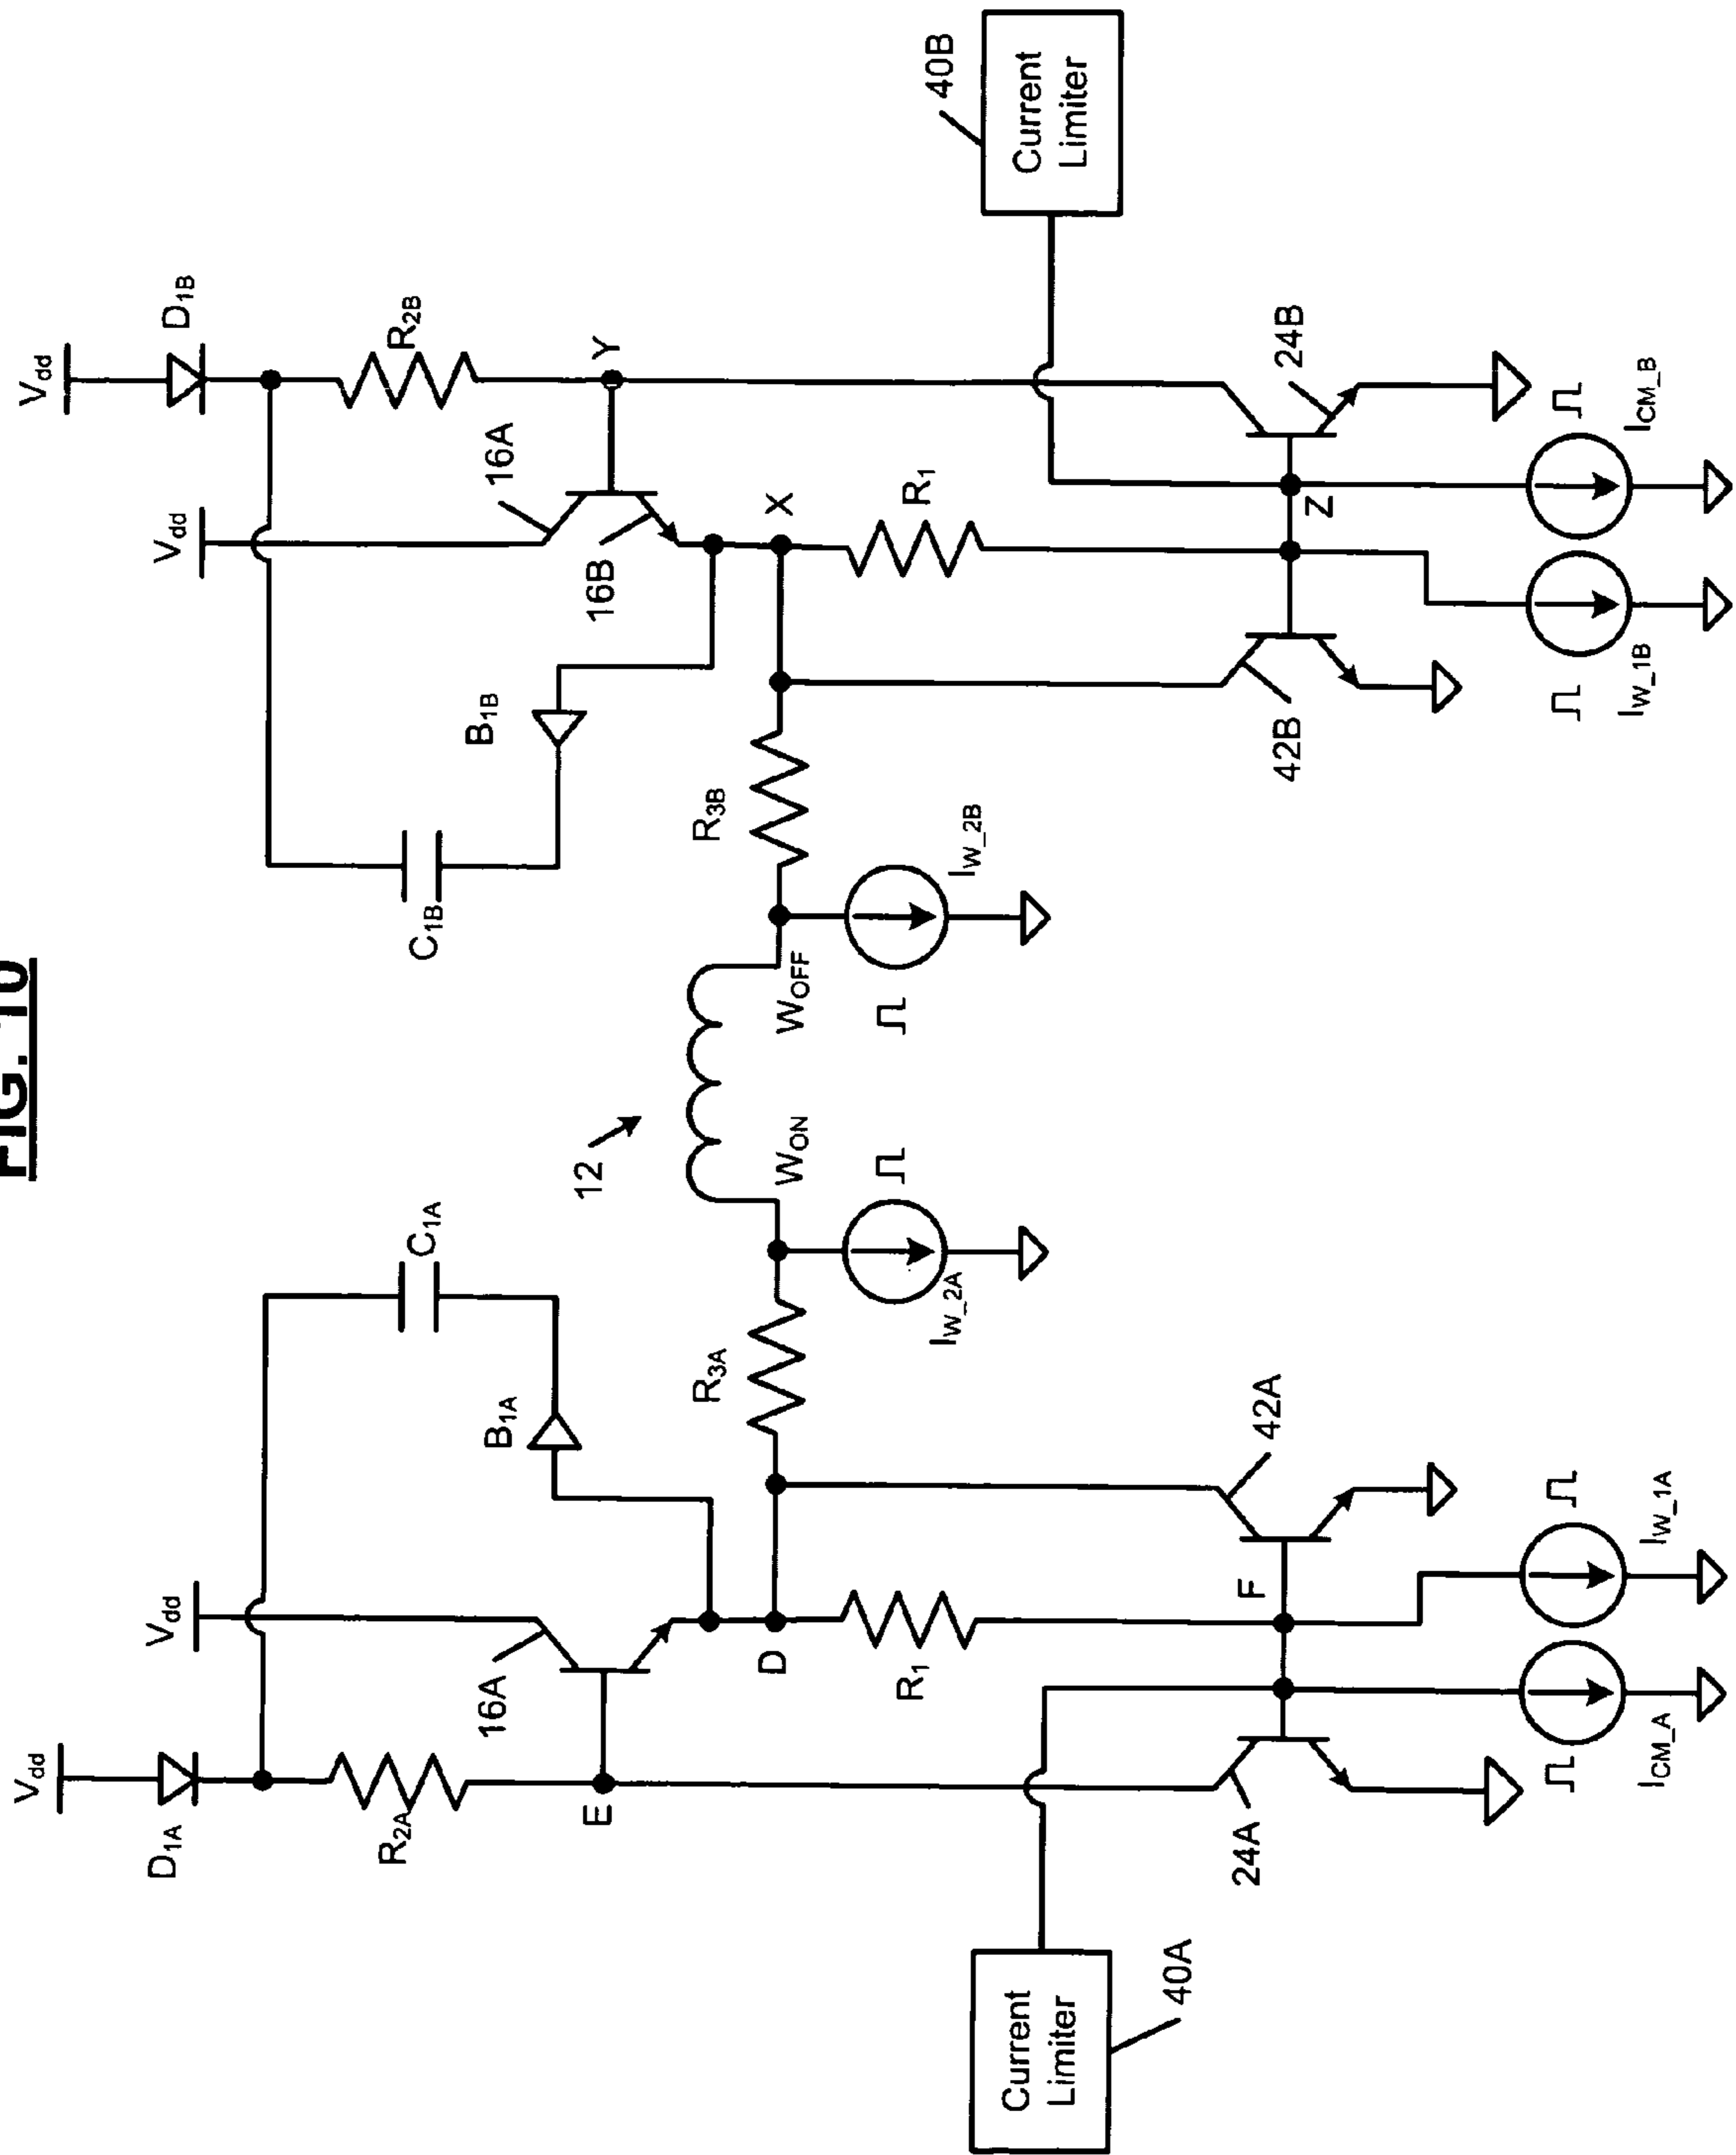 FIG. 10
Vdd
D1B
Vdd
R2B
16A
Y
16B
B1B
C1B
X
R1
R3B
40B
Current
Limiter
24B
Z
42B
ICM_B
IW_1B
IW_2B
WOFF
12
WON
IW_2A
C1A
B1A
R3A
Vdd
Vdd
D1A
R2A
16A
E
D
R1
F
42A
24A
IW_1A
ICM_A
Current
Limiter
40A